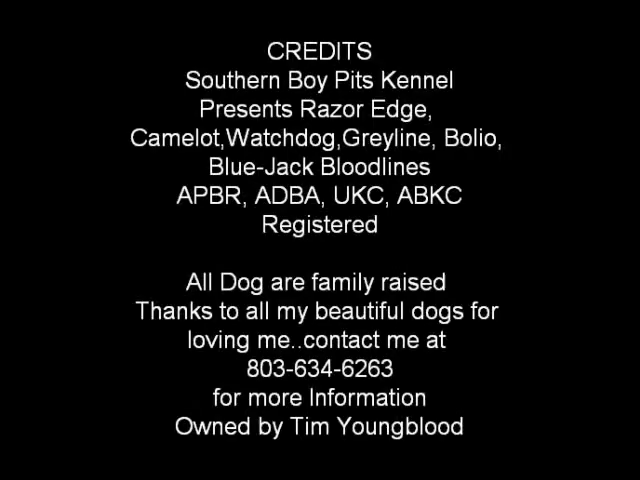 CREDITS
Southern Boy Pits Kennel
Presents Razor Edge,
Camelot,Watchdog,Greyline, Bolio,
Blue-Jack Bloodlines
APBR, ADBA, UKC, ABKC
Registered
All Dog are family raised
Thanks to all my beautiful dogs for
loving me..contact me at
803-634-6263
for more Information
Owned by Tim Youngblood